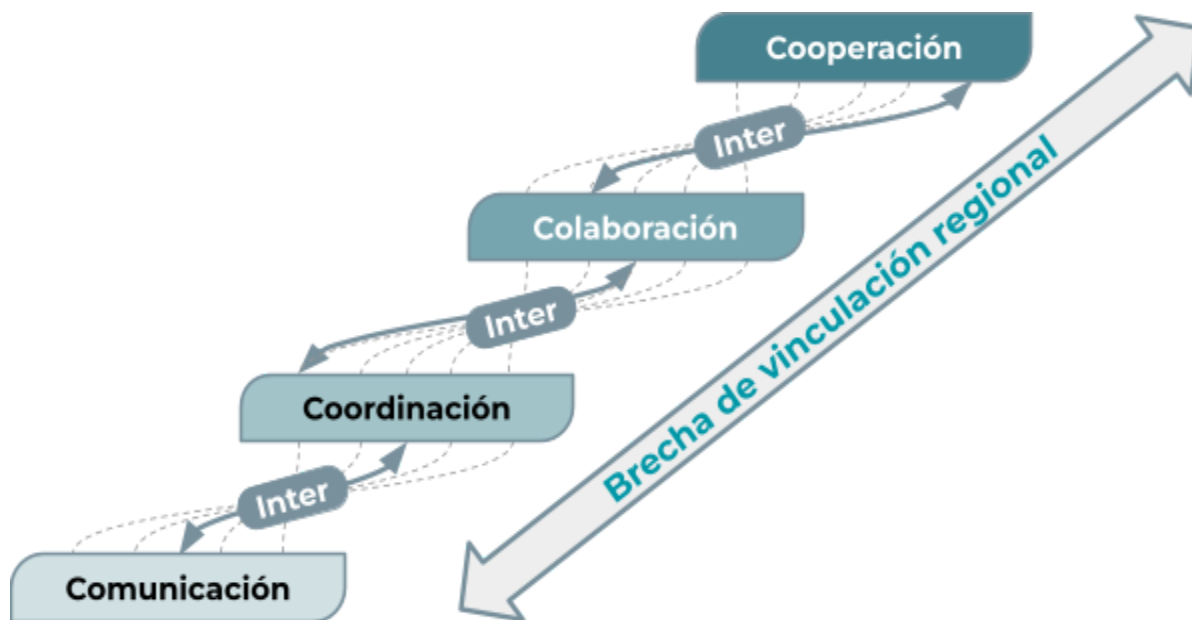 Cooperación
Inter
Colaboración
Inter
Coordinación
Inter
Comunicación
Brecha de vinculación regional